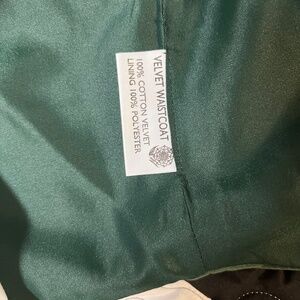 VELVET WAISTCOAT
100% COTTON VELVET
LINING 100% POLYESTER